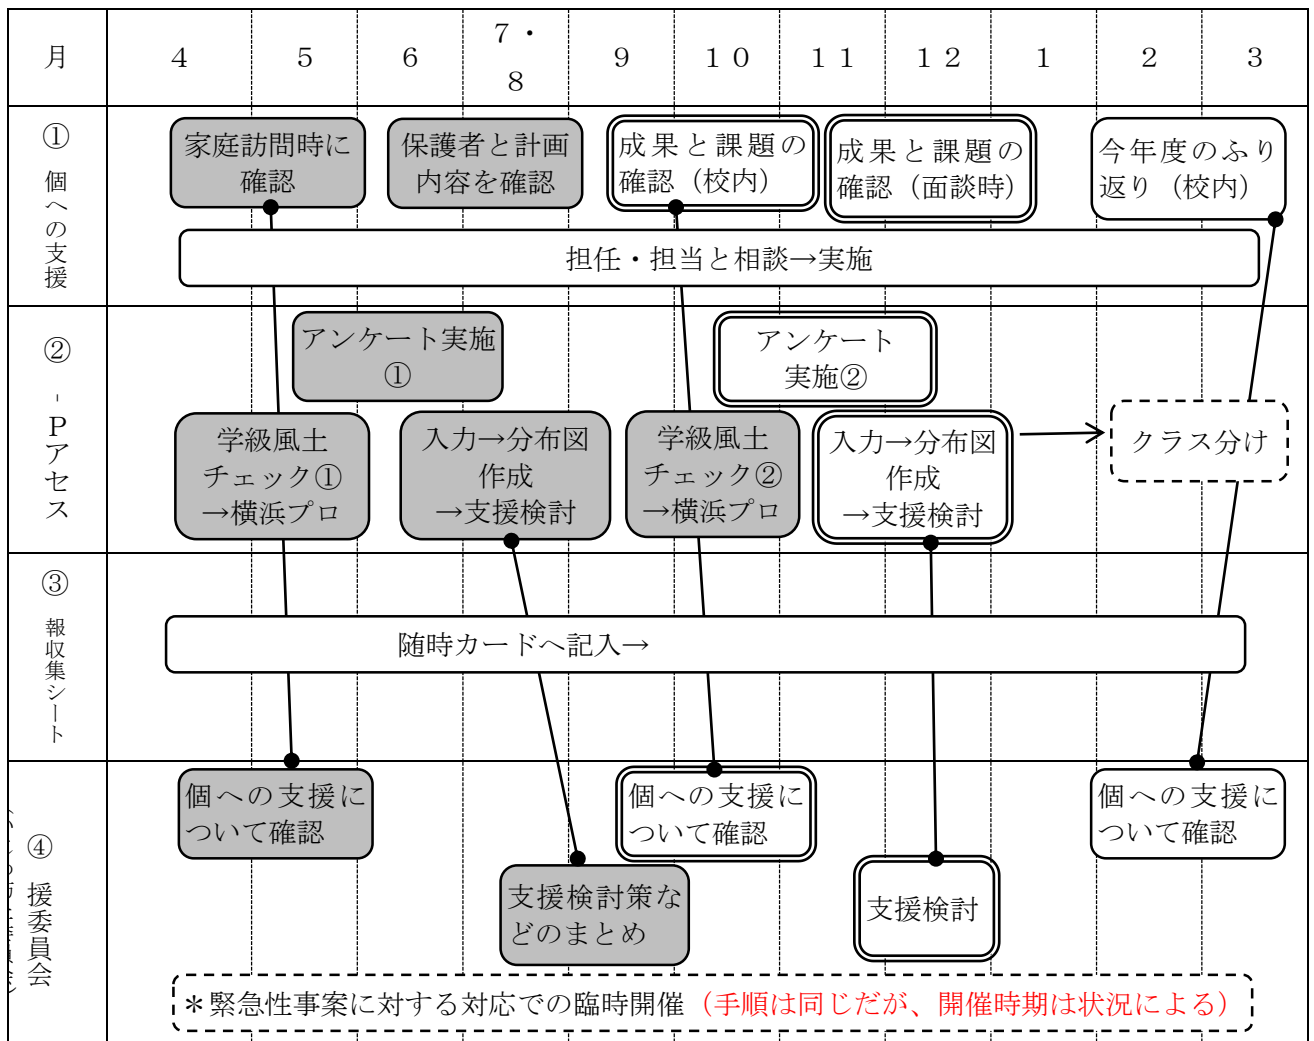 月
4
5
6
7・
8
9
10
11
12
1
2
3
① 個への支援
家庭訪問時に
確認
保護者と計画
内容を確認
成果と課題の
確認（校内）
成果と課題の
確認（面談時）
今年度のふり
返り（校内）
担任・担当と相談→実施
② -Pアセス
アンケート実施
①
アンケート
実施②
学級風土
チェック①
→横浜プロ
入力→分布図
作成
→支援検討
学級風土
チェック②
→横浜プロ
入力→分布図
作成
→支援検討
クラス分け
③ 報収集シート
随時カードへ記入→
④ 援委員会
個への支援に
ついて確認
個への支援に
ついて確認
個への支援に
ついて確認
支援検討策な
どのまとめ
支援検討
＊緊急性事案に対する対応での臨時開催（手順は同じだが、開催時期は状況による）